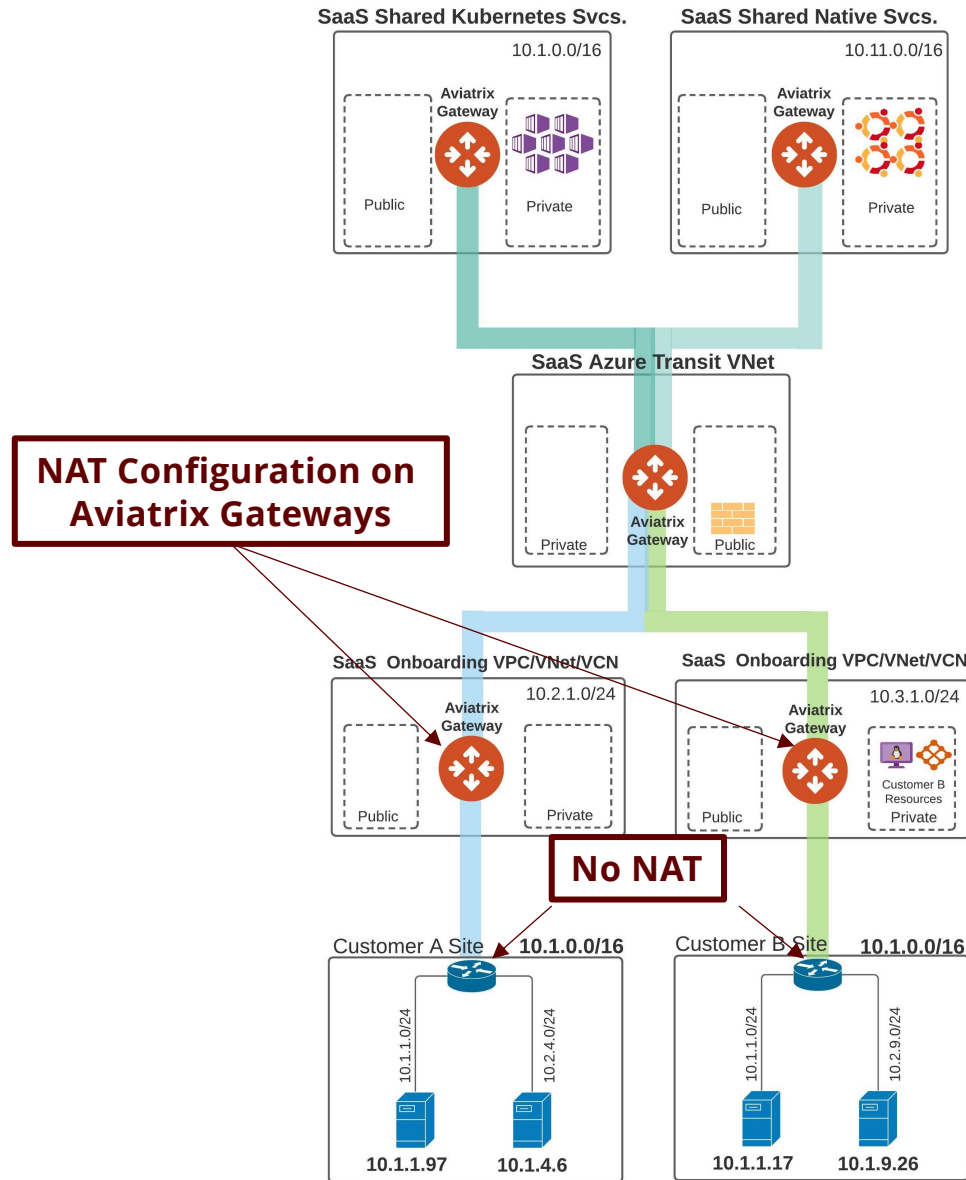 SaaS Shared Kubernetes Svcs.
SaaS Shared Native Svcs.
10.1.0.0/16
Aviatrix
Gateway
Public
Private
10.11.0.0/16
Aviatrix
Gateway
Public
Private
SaaS Azure Transit VNet
Private
Aviatrix
Gateway
Public
NAT Configuration on
Aviatrix Gateways
SaaS Onboarding VPC/VNet/VCN
10.2.1.0/24
Aviatrix
Gateway
Public
Private
SaaS Onboarding VPC/VNet/VCN
10.3.1.0/24
Aviatrix
Gateway
Public
Customer B
Resources
Private
No NAT
Customer A Site
10.1.0.0/16
10.1.1.0/24
10.2.4.0/24
10.1.1.97
10.1.4.6
Customer B Site
10.1.0.0/16
10.1.1.0/24
10.2.9.0/24
10.1.1.17
10.1.9.26